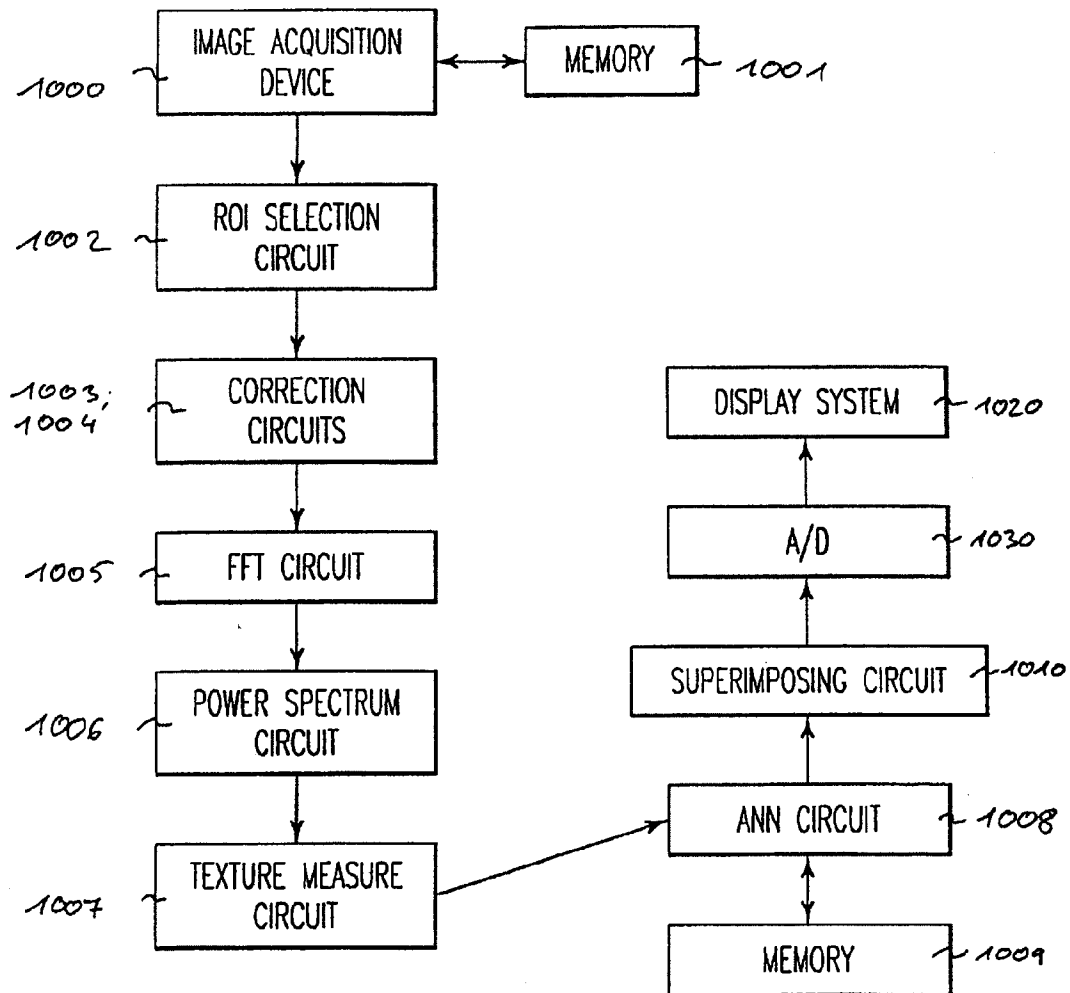 IMAGE ACQUISITION
DEVICE
1000
MEMORY
1001
ROI SELECTION
CIRCUIT
1002
CORRECTION
CIRCUITS
1003;
1004
FFT CIRCUIT
1005
POWER SPECTRUM
CIRCUIT
1006
TEXTURE MEASURE
CIRCUIT
1007
DISPLAY SYSTEM
1020
A/D
1030
SUPERIMPOSING CIRCUIT
1010
ANN CIRCUIT
1008
MEMORY
1009